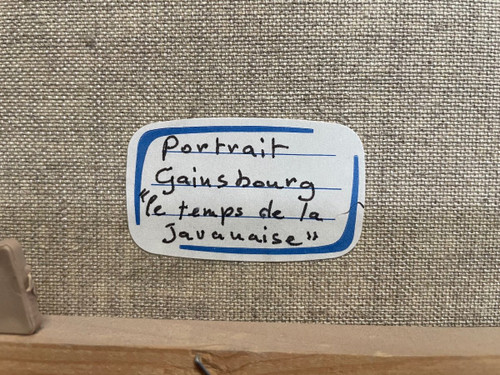 Portrait
Gainsbourg
"le temps de la
Javanaise"